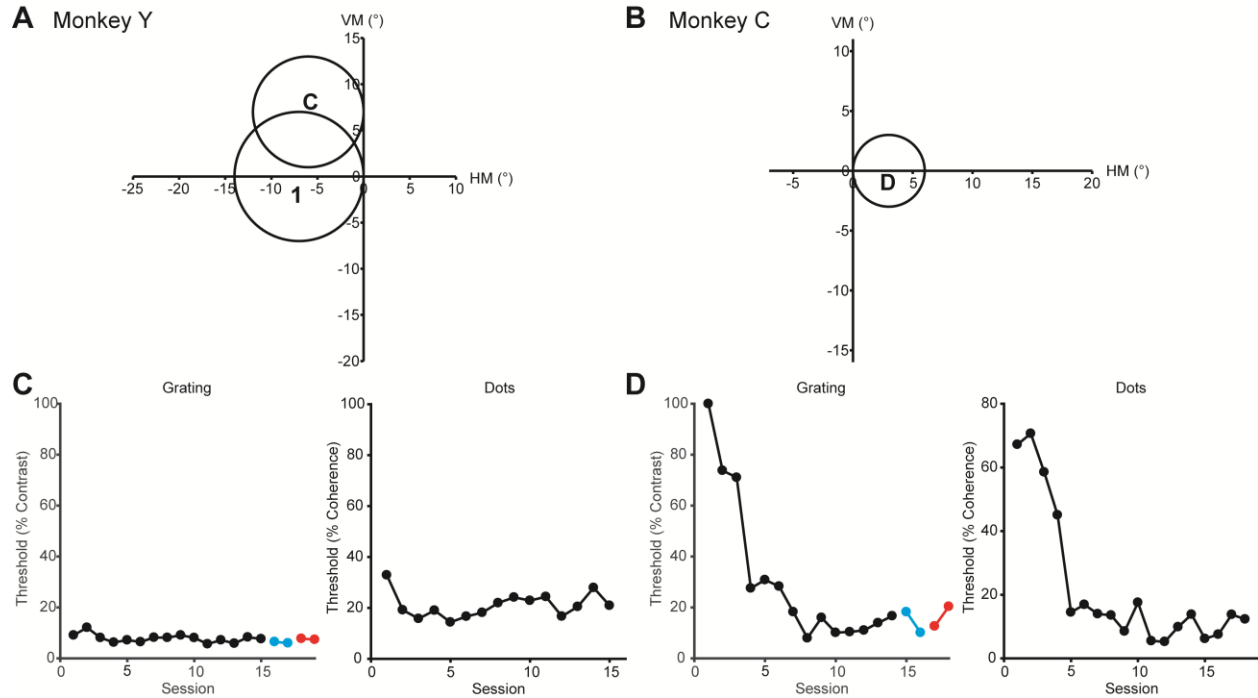 A Monkey Y
VM (°)
15
10
5
0
-5
-10
-15
-20
-25 -20 -15 -10 -5 0 5 10
HM (°)
C
1
B Monkey C
VM (°)
10
5
0
-5
-10
-15
-5 0 5 10 15 20
HM (°)
D
C
Grating
Threshold (% Contrast)
100
80
60
40
20
0
0 5 10 15
Session
Dots
Threshold (% Coherence)
100
80
60
40
20
0
0 5 10 15
Session
D
Grating
Threshold (% Contrast)
100
80
60
40
20
0
0 5 10 15
Session
Dots
Threshold (% Coherence)
80
60
40
20
0
0 5 10 15
Session